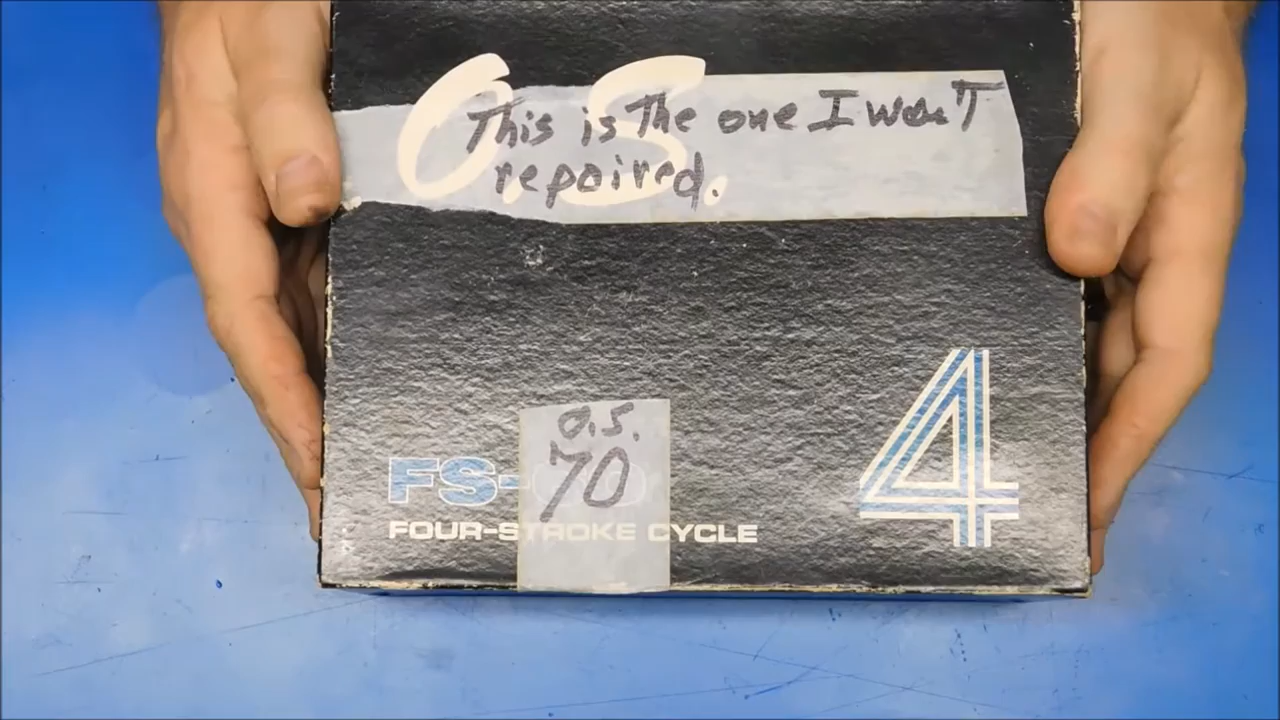 O.S.
This is The one I wanT
repaired.
O.S.
70
FS-
FOUR-STROKE CYCLE
4